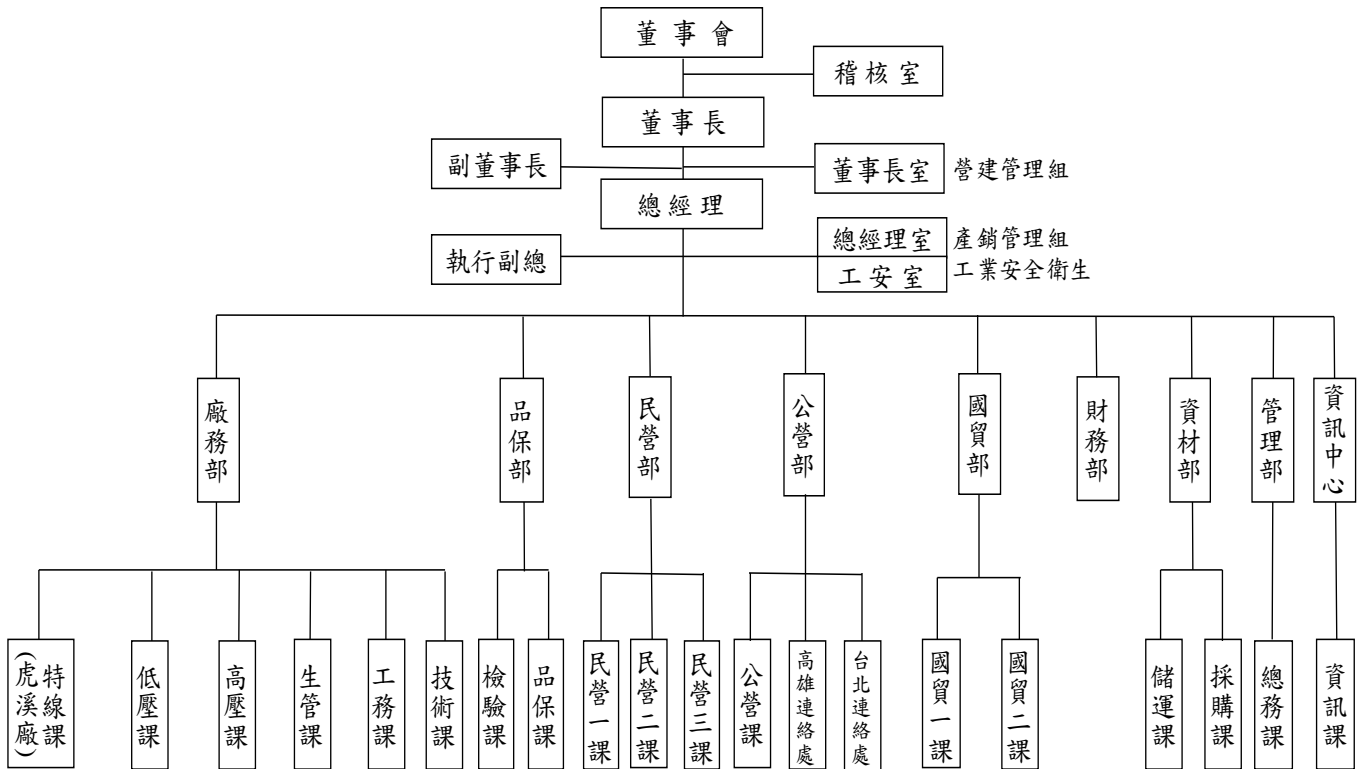 董事會
稽核室
董事長
副董事長
董事長室 營建管理組
總經理
執行副總
總經理室 產銷管理組
工安室 工業安全衛生
廠務部
品保部
民營部
公營部
國貿部
財務部
資材部
管理部
資訊中心
特線課
(虎溪廠)
低壓課
高壓課
生管課
工務課
技術課
檢驗課
品保課
民營一課
民營二課
民營三課
公營課
高雄連絡處
台北連絡處
國貿一課
國貿二課
儲運課
採購課
總務課
資訊課